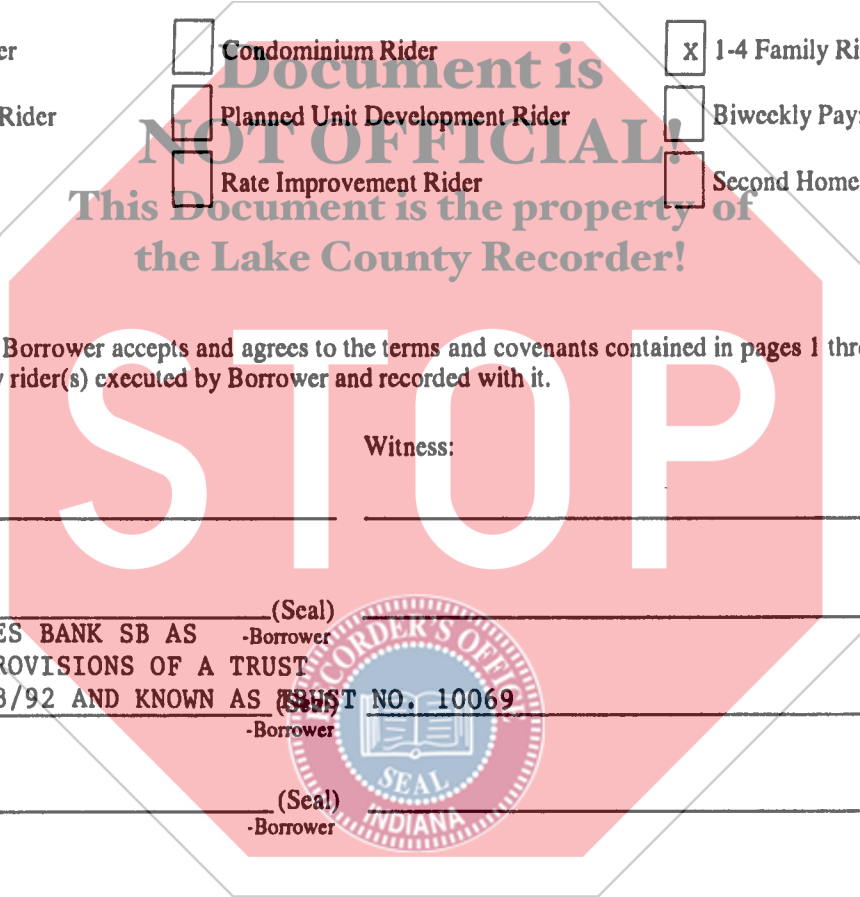 er Condominium Rider x 1-4 Family Ri
Document is
Rider Planned Unit Development Rider Biweekly Pay
NOT OFFICIAL!
Rate Improvement Rider Second Home
This Document is the property of
the Lake County Recorder!
Borrower accepts and agrees to the terms and covenants contained in pages 1 thr
rider(s) executed by Borrower and recorded with it.
STOP
Witness:
(Seal)
ES BANK SB AS -Borrower
ROVISIONS OF A TRUST
3/92 AND KNOWN AS TRUST NO. 10069
(Seal)
-Borrower
(Seal)
-Borrower
RECORDER'S OFFICE
SEAL
INDIANA